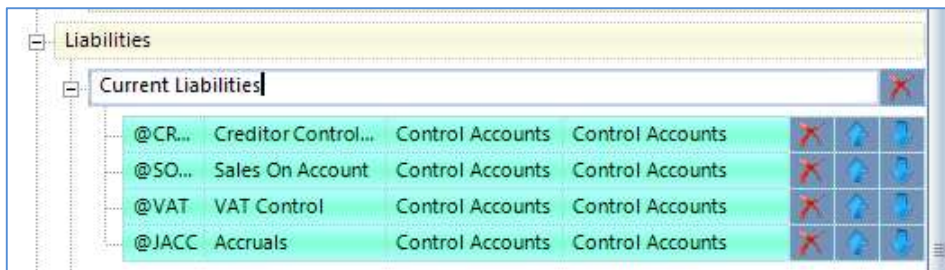 Liabilities
Current Liabilities
@CR... Creditor Control... Control Accounts Control Accounts
@SO... Sales On Account Control Accounts Control Accounts
@VAT VAT Control Control Accounts Control Accounts
@JACC Accruals Control Accounts Control Accounts